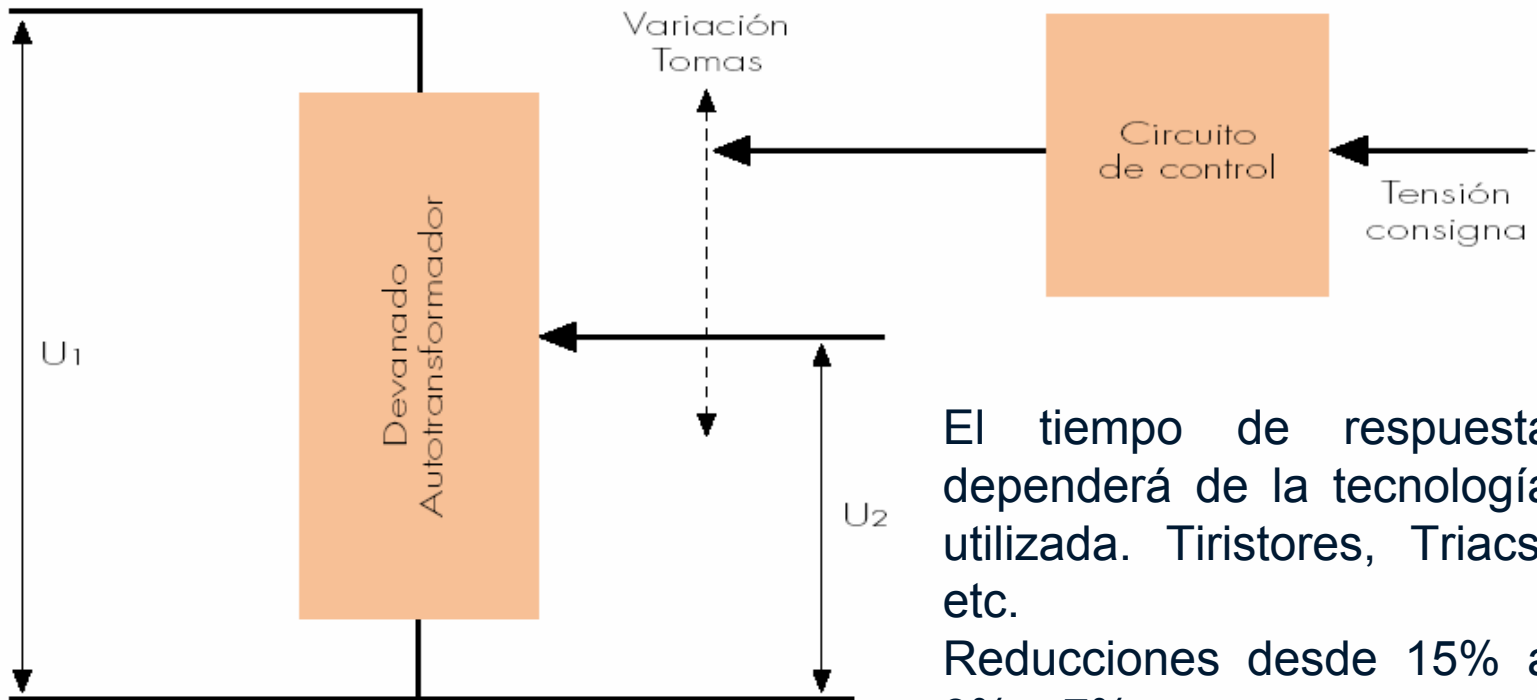 Variación
Tomas
Circuito
de control
Tensión
consigna
Devanado
Autotransformador
U1
U2
El tiempo de respuesta
dependerá de la tecnología
utilizada. Tiristores, Triacs
etc.
Reducciones desde 15% a